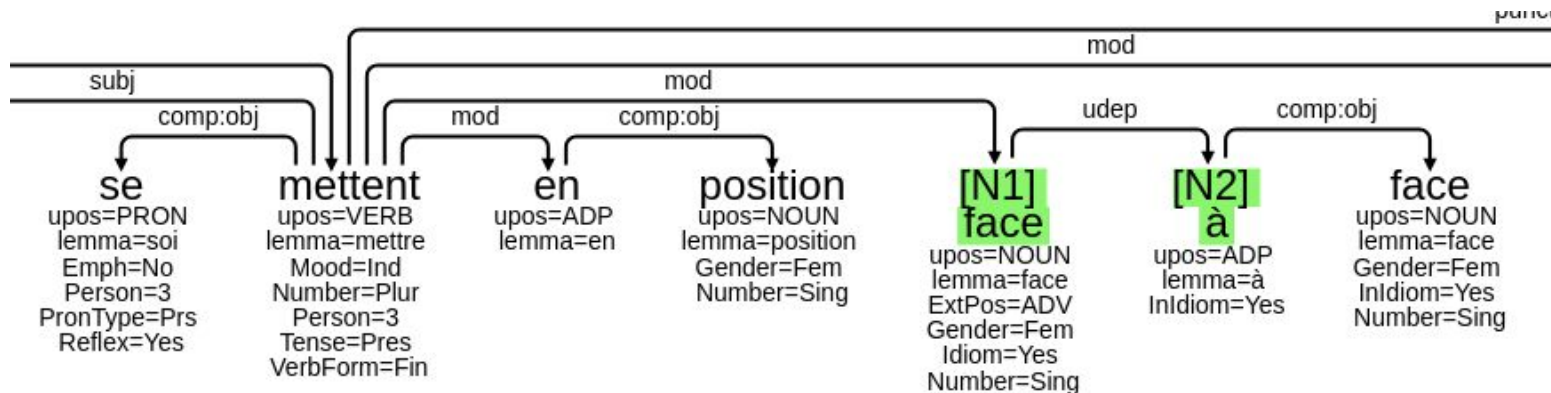 mod
subj
mod
comp:obj
mod
comp:obj
udep
comp:obj
se mettent en position [N1] [N2] face
face à
upos=PRON upos=VERB upos=ADP upos=NOUN upos=NOUN upos=ADP upos=NOUN
lemma=soi lemma=mettre lemma=en lemma=position lemma=face lemma=à lemma=face
Emph=No Mood=Ind Gender=Fem ExtPos=ADV InIdiom=Yes Gender=Fem
Person=3 Number=Plur Number=Sing Gender=Fem InIdiom=Yes
PronType=Prs Person=3 Idiom=Yes Number=Sing
Reflex=Yes Tense=Pres Number=Sing
VerbForm=Fin